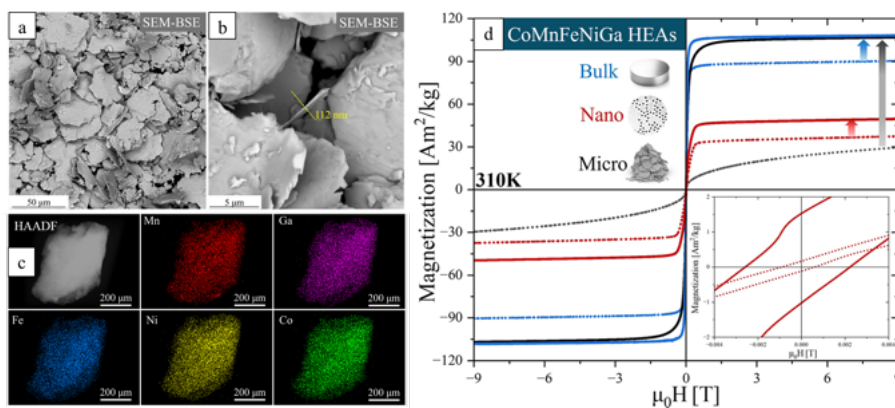 a
SEM-BSE
50 μm
b
SEM-BSE
112 nm
5 μm
c
HAADF
200 μm
Mn
200 μm
Ga
200 μm
Fe
200 μm
Ni
200 μm
Co
200 μm
d
CoMnFeNiGa HEAs
Bulk
Nano
Micro
310K
Magnetization [Am²/kg]
120
90
60
30
0
-30
-60
-90
-120
-9
-6
-3
0
3
6
9
μ₀H [T]
Magnetization [Am²/kg]
2
1
0
-1
-2
-0.004
-0.002
0.000
0.002
0.004
μ₀H [T]